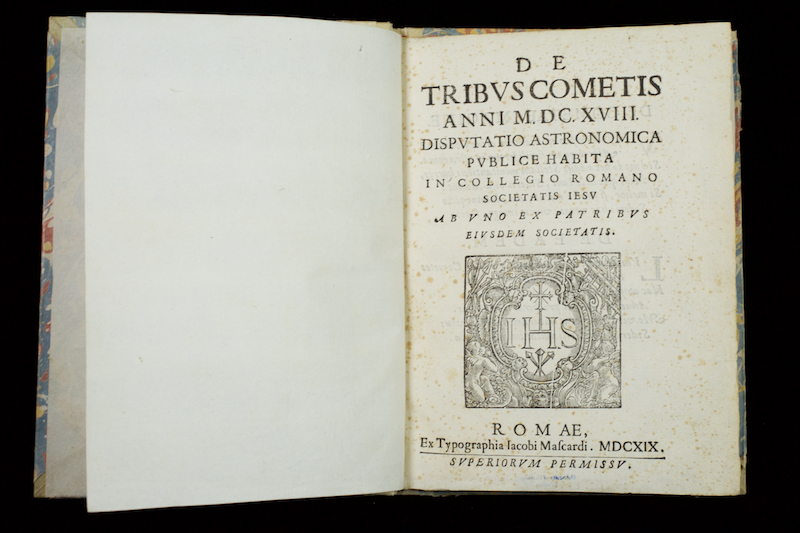 D E
TRIBVS COMETIS
ANNI M. DC. XVIII.
DISPVTATIO ASTRONOMICA
PVBLICE HABITA
IN COLLEGIO ROMANO
SOCIETATIS IESV
AB VNO EX PATRIBVS
EIVSDEM SOCIETATIS.
IHS
ROMAE,
Ex Typographia Iacobi Maſcardi. MDCXIX.
SVPERIORVM PERMISSV.